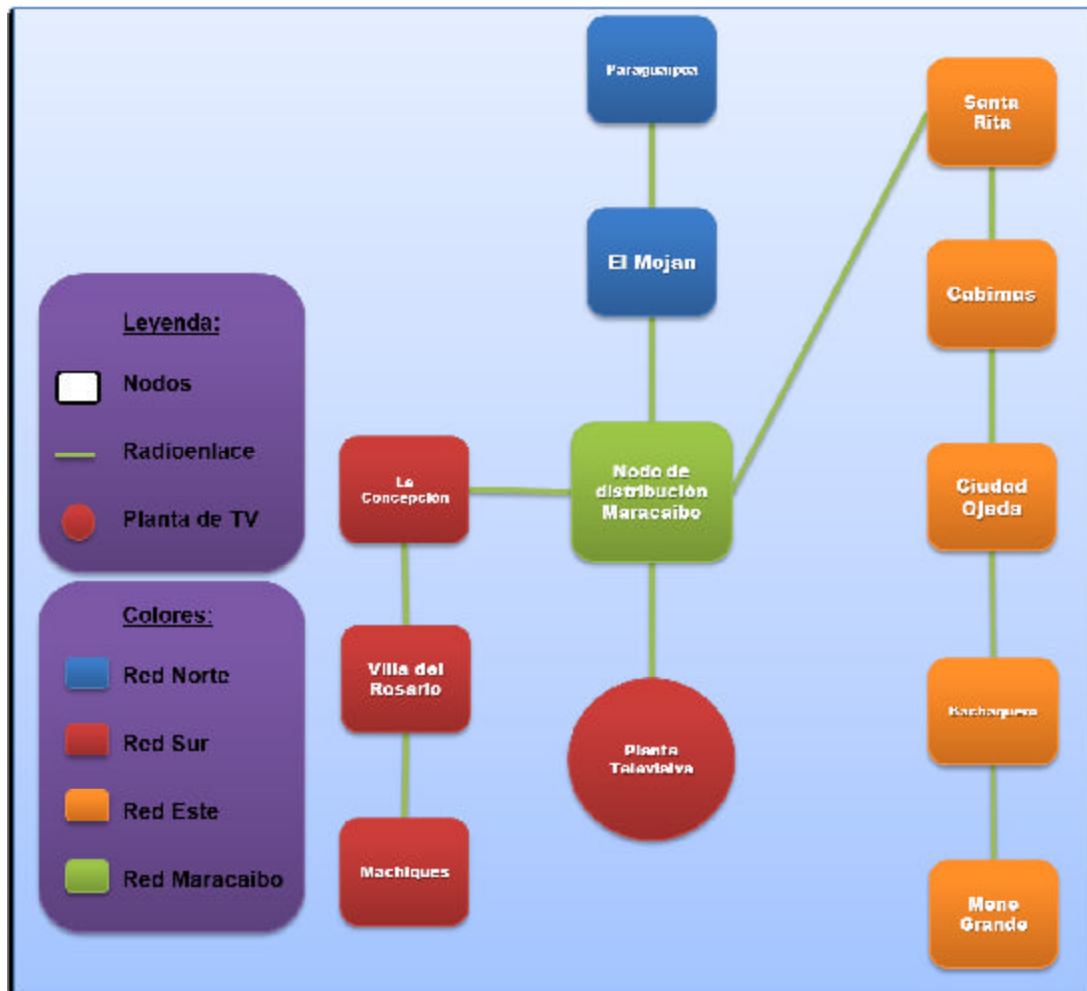 Paraguaipoa
El Mojan
Santa
Rita
Cabimas
Ciudad
Ojeda
Bachaquero
Mene
Grande
Nodo de
distribución
Maracaibo
La
Concepción
Villa del
Rosario
Machiques
Planta
Televisiva
Leyenda:
Nodos
Radioenlace
Planta de TV
Colores:
Red Norte
Red Sur
Red Este
Red Maracaibo